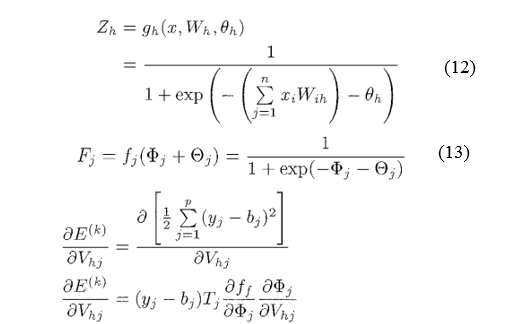 Z_h = g_h(x, W_h, θ_h)
= 1 / (1 + exp(−(∑_{j=1}^{n} x_i W_{ih}) − θ_h)) (12)
F_j = f_j(Φ_j + Θ_j) = 1 / (1 + exp(−Φ_j − Θ_j)) (13)
∂E^{(k)} / ∂V_{hj} = ∂[1/2 ∑_{j=1}^{p} (y_j − b_j)^2] / ∂V_{hj}
∂E^{(k)} / ∂V_{hj} = (y_j − b_j)T_j ∂f_f / ∂Φ_j ∂Φ_j / ∂V_{hj}